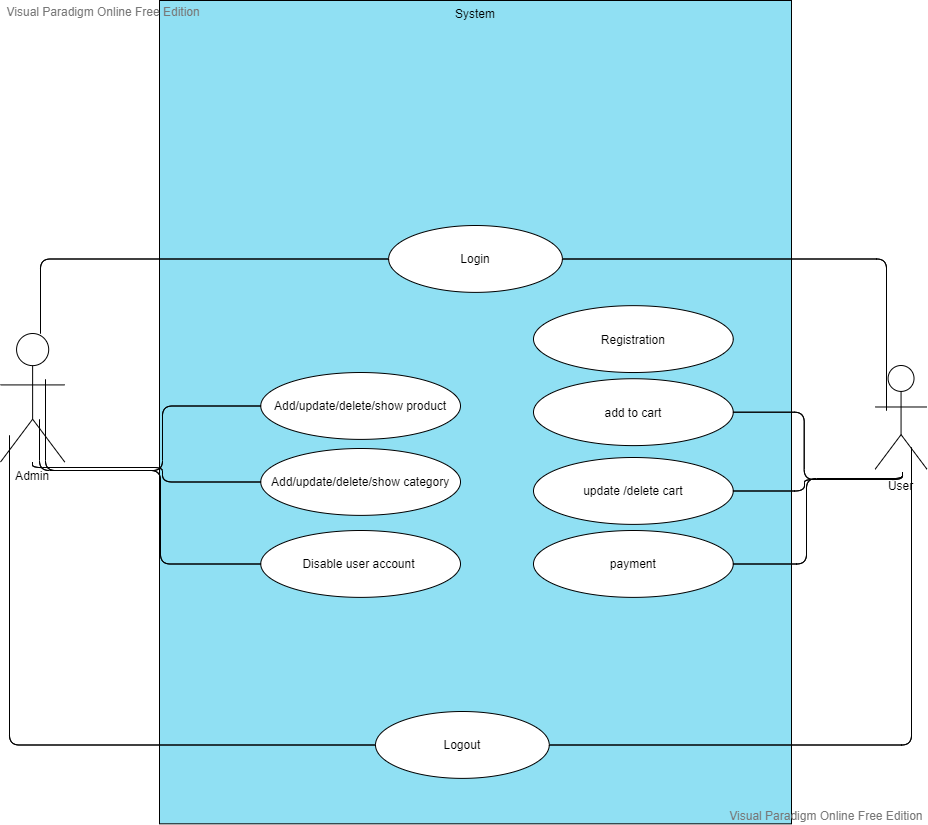 Visual Paradigm Online Free Edition
System
Login
Registration
Add/update/delete/show product
add to cart
Admin
Add/update/delete/show category
update /delete cart
User
Disable user account
payment
Logout
Visual Paradigm Online Free Edition